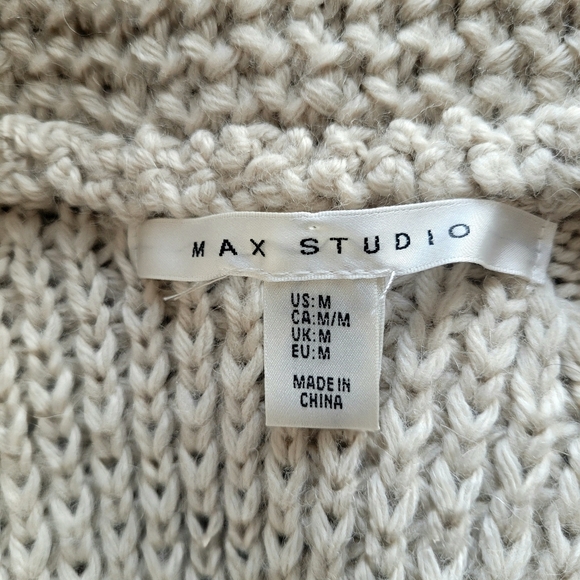 MAX STUDIO
US:M
CA:M/M
UK:M
EU:M
MADE IN
CHINA